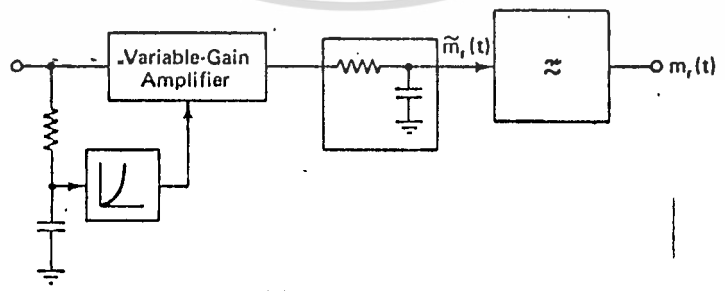 Variable-Gain
Amplifier
m̃ᵣ(t)
≈
mᵣ(t)